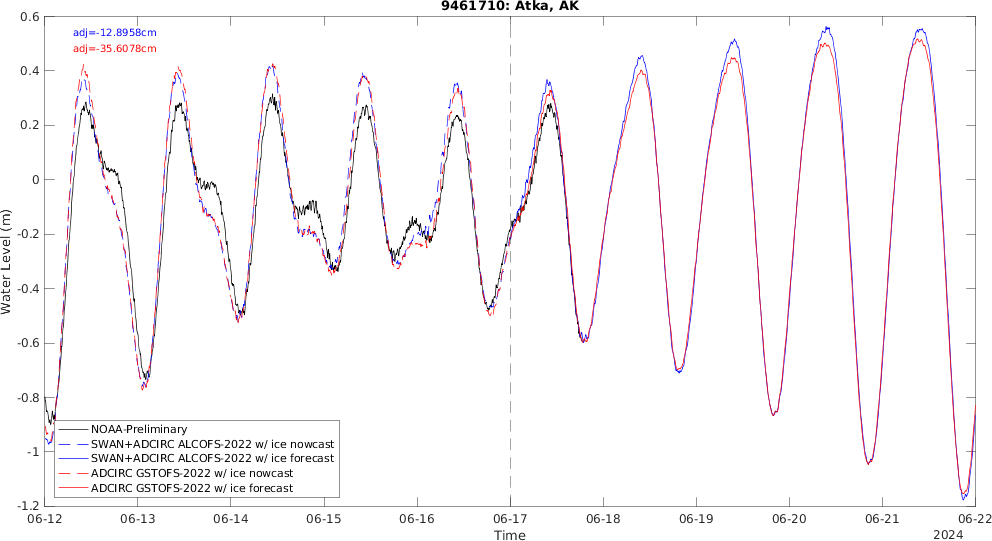 9461710: Atka, AK
adj=-12.8958cm
adj=-35.6078cm
Water Level (m)
0.6
0.4
0.2
0
-0.2
-0.4
-0.6
-0.8
-1
-1.2
NOAA-Preliminary
SWAN+ADCIRC ALCOFS-2022 w/ ice nowcast
SWAN+ADCIRC ALCOFS-2022 w/ ice forecast
ADCIRC GSTOFS-2022 w/ ice nowcast
ADCIRC GSTOFS-2022 w/ ice forecast
06-12 06-13 06-14 06-15 06-16 06-17 06-18 06-19 06-20 06-21 06-22
Time
2024